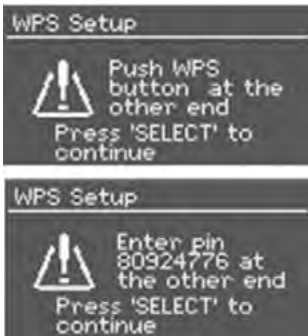 WPS Setup
Push WPS
button at the
other end
Press 'SELECT' to
continue
WPS Setup
Enter pin
80924776 at
the other end
Press 'SELECT' to
continue